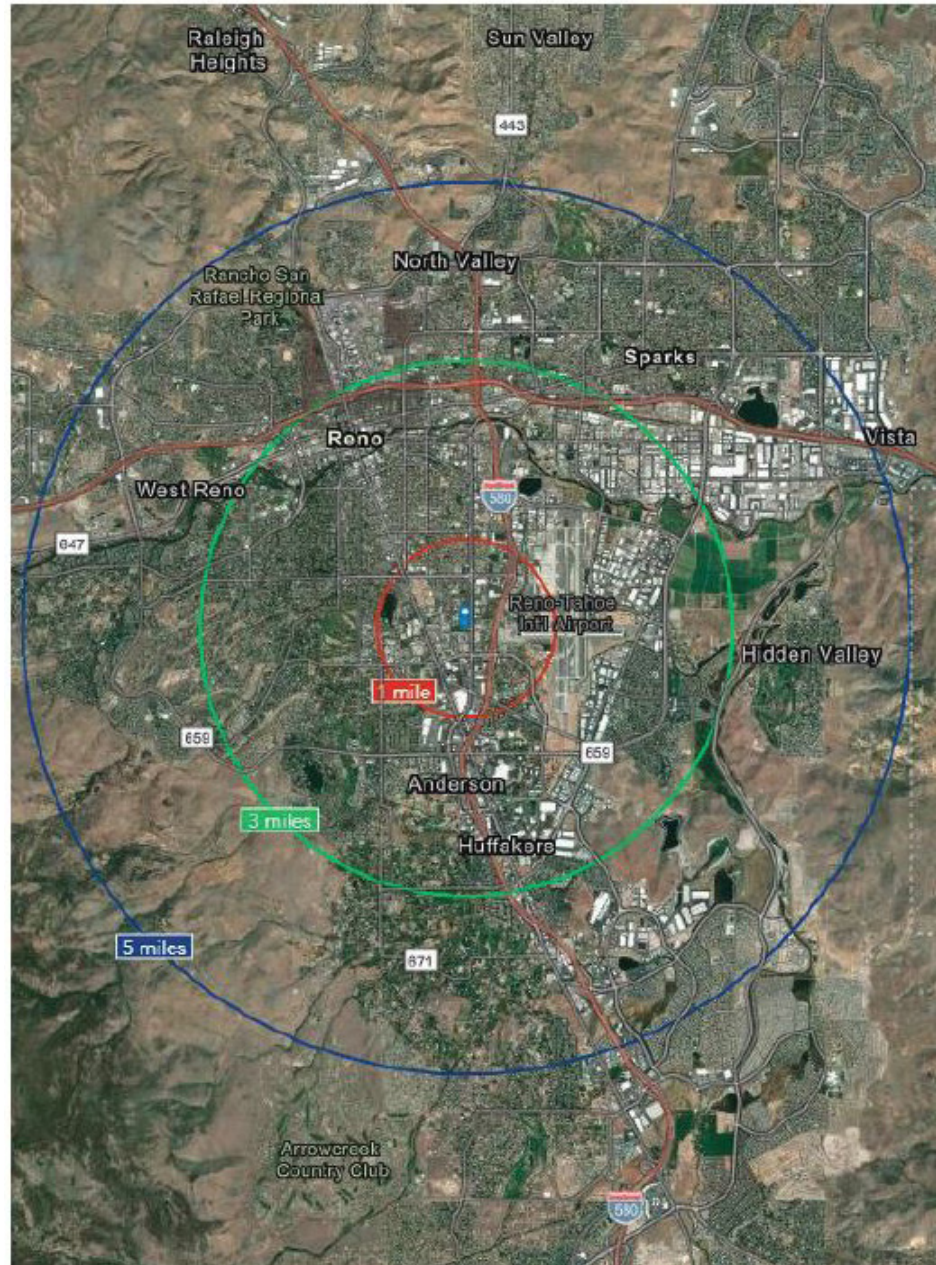 Raleigh
Heights
Sun Valley
443
North Valley
Rancho San
Rafael Regional
Park
Sparks
Reno
Vista
West Reno
580
647
Reno-Tahoe
Int'l Airport
Hidden Valley
1 mile
659
659
Anderson
3 miles
Huffakers
5 miles
671
Arrowcreek
Country Club
580